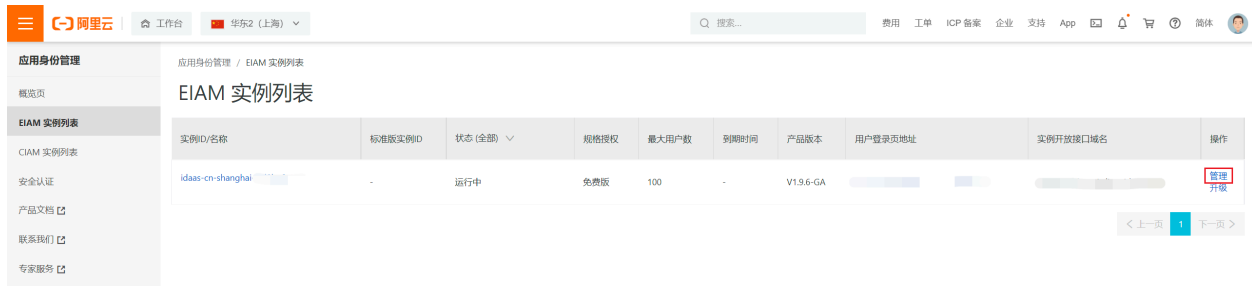 阿里云 工作台 华东2（上海） 搜索... 费用 工单 ICP 备案 企业 支持 App 简体
应用身份管理
概览页
EIAM 实例列表
CIAM 实例列表
安全认证
产品文档
联系我们
专家服务
应用身份管理 / EIAM 实例列表
EIAM 实例列表
实例ID/名称 标准版实例ID 状态 (全部) 规格授权 最大用户数 到期时间 产品版本 用户登录页地址 实例开放接口域名 操作
idaas-cn-shanghai - 运行中 免费版 100 - V1.9.6-GA 管理
升级
< 上一页 1 下一页 >